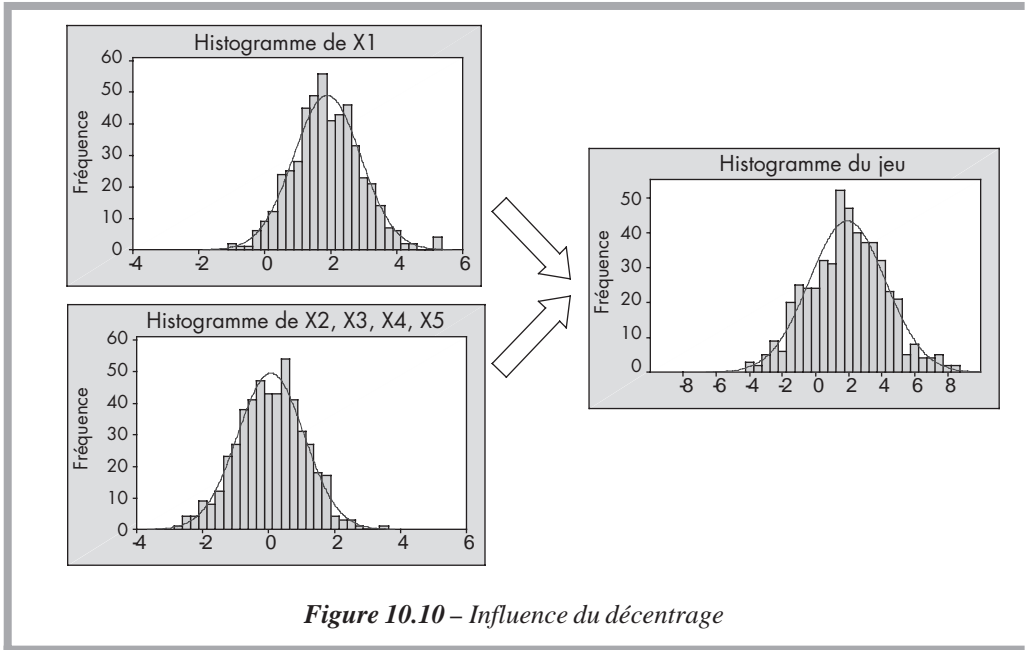 Histogramme de X1
60
50
40
30
20
10
0
Fréquence
-4 -2 0 2 4 6
Histogramme de X2, X3, X4, X5
60
50
40
30
20
10
0
Fréquence
-4 -2 0 2 4 6
Histogramme du jeu
50
40
30
20
10
0
Fréquence
-8 -6 -4 -2 0 2 4 6 8
Figure 10.10 – Influence du décentrage